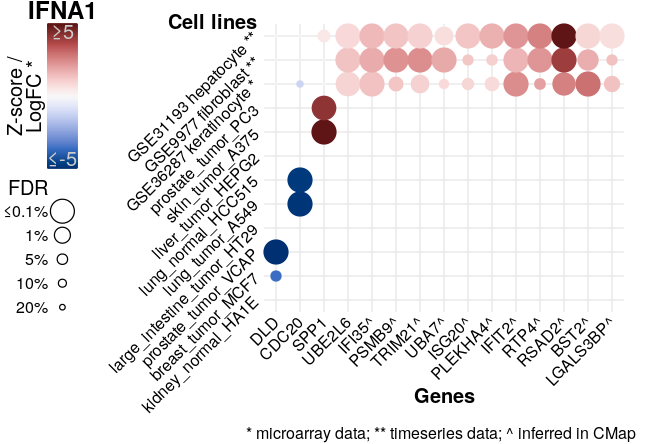 IFNA1
Cell lines
≥5
Z-score /
LogFC *
≤-5
FDR
≤0.1%
1%
5%
10%
20%
GSE31193 hepatocyte **
GSE9977 fibroblast **
GSE36287 keratinocyte *
prostate_tumor_PC3
skin_tumor_A375
liver_tumor_HEPG2
lung_normal_HCC515
lung_tumor_A549
large_intestine_tumor_HT29
prostate_tumor_VCAP
breast_tumor_MCF7
kidney_normal_HA1E
DLD
CDC20
SPP1
UBE2L6
IFI35^
PSMB9^
TRIM21^
UBA7^
ISG20^
PLEKHA4^
IFIT2^
RTP4^
RSAD2^
BST2^
LGALS3BP^
Genes
* microarray data; ** timeseries data; ^ inferred in CMap